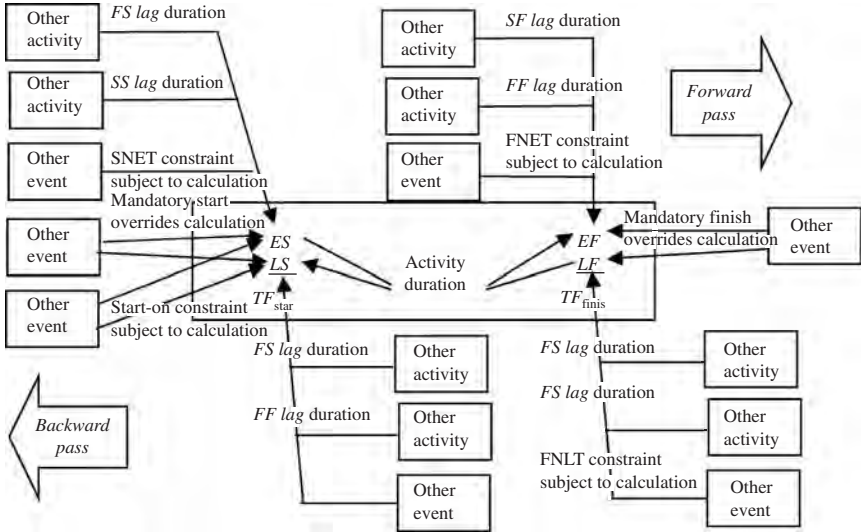 Other
activity
FS lag duration
Other
activity
SS lag duration
Other
event
SNET constraint
subject to calculation
Mandatory start
overrides calculation
Other
event
Other
event
Start-on constraint
subject to calculation
Other
activity
SF lag duration
Other
activity
FF lag duration
Other
event
FNET constraint
subject to calculation
Forward
pass
ES
LS
TFstar
Activity
duration
EF
LF
TFfinis
Mandatory finish
overrides calculation
Other
event
Backward
pass
FS lag duration
Other
activity
FF lag duration
Other
activity
Other
event
FS lag duration
Other
activity
FS lag duration
Other
activity
FNLT constraint
subject to calculation
Other
event